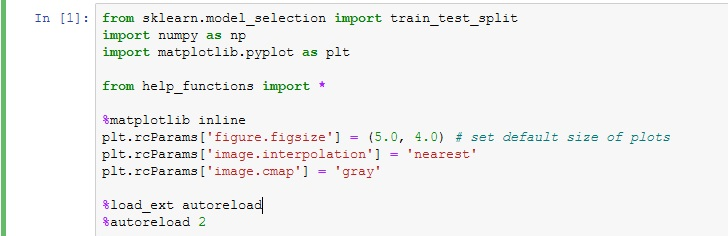 In [1]: from sklearn.model_selection import train_test_split
import numpy as np
import matplotlib.pyplot as plt
from help_functions import *
%matplotlib inline
plt.rcParams['figure.figsize'] = (5.0, 4.0) # set default size of plots
plt.rcParams['image.interpolation'] = 'nearest'
plt.rcParams['image.cmap'] = 'gray'
%load_ext autoreload
%autoreload 2